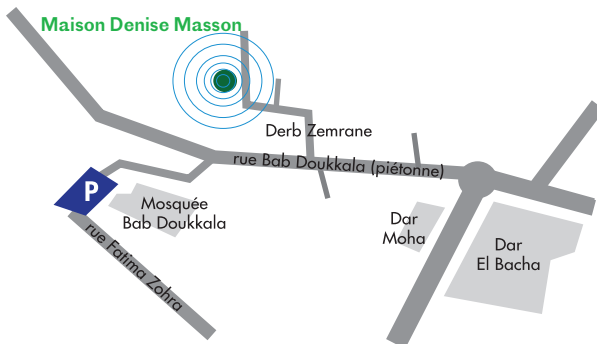 Maison Denise Masson
Derb Zemrane
rue Bab Doukkala (piétonne)
P
Mosquée
Bab Doukkala
rue Fatima Zohra
Dar
Moha
Dar
El Bacha